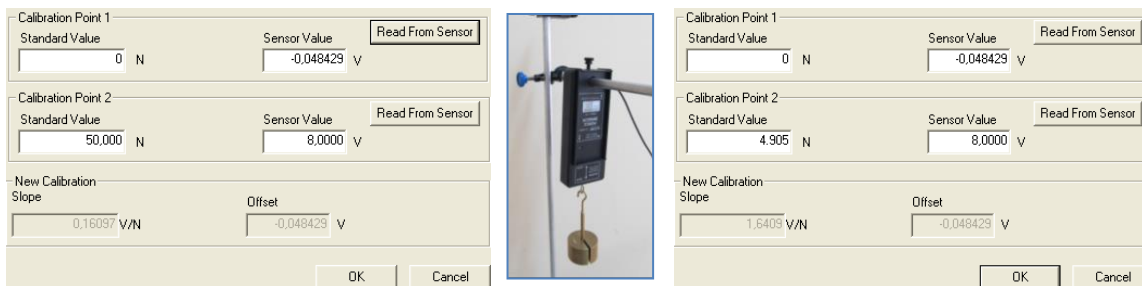 Calibration Point 1
Standard Value
0 N
Sensor Value
-0,048429 V
Read From Sensor
Calibration Point 2
Standard Value
50,000 N
Sensor Value
8,0000 V
Read From Sensor
New Calibration
Slope
0,16097 V/N
Offset
-0,048429 V
OK
Cancel
Calibration Point 1
Standard Value
0 N
Sensor Value
-0,048429 V
Read From Sensor
Calibration Point 2
Standard Value
4.905 N
Sensor Value
8,0000 V
Read From Sensor
New Calibration
Slope
1,6409 V/N
Offset
-0,048429 V
OK
Cancel